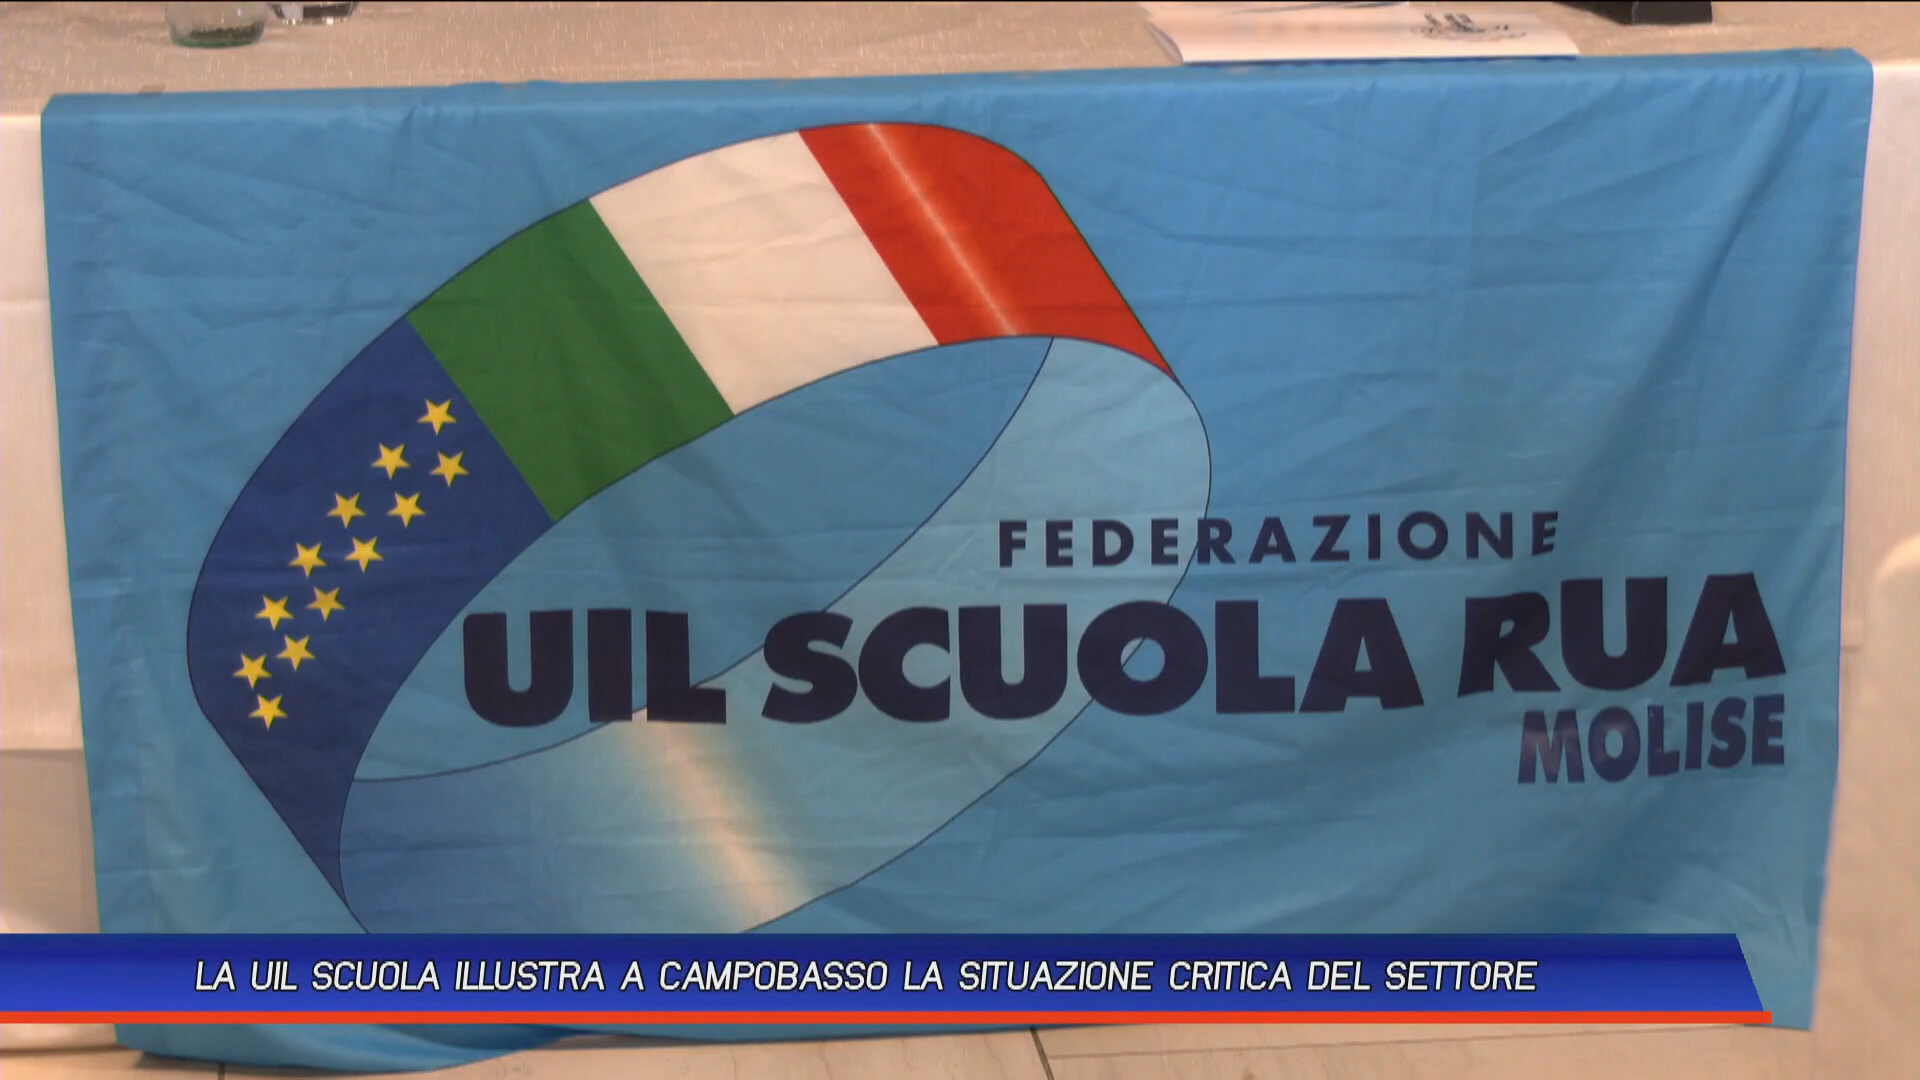 FEDERAZIONE
UIL SCUOLA RUA
MOLISE
LA UIL SCUOLA ILLUSTRA A CAMPOBASSO LA SITUAZIONE CRITICA DEL SETTORE